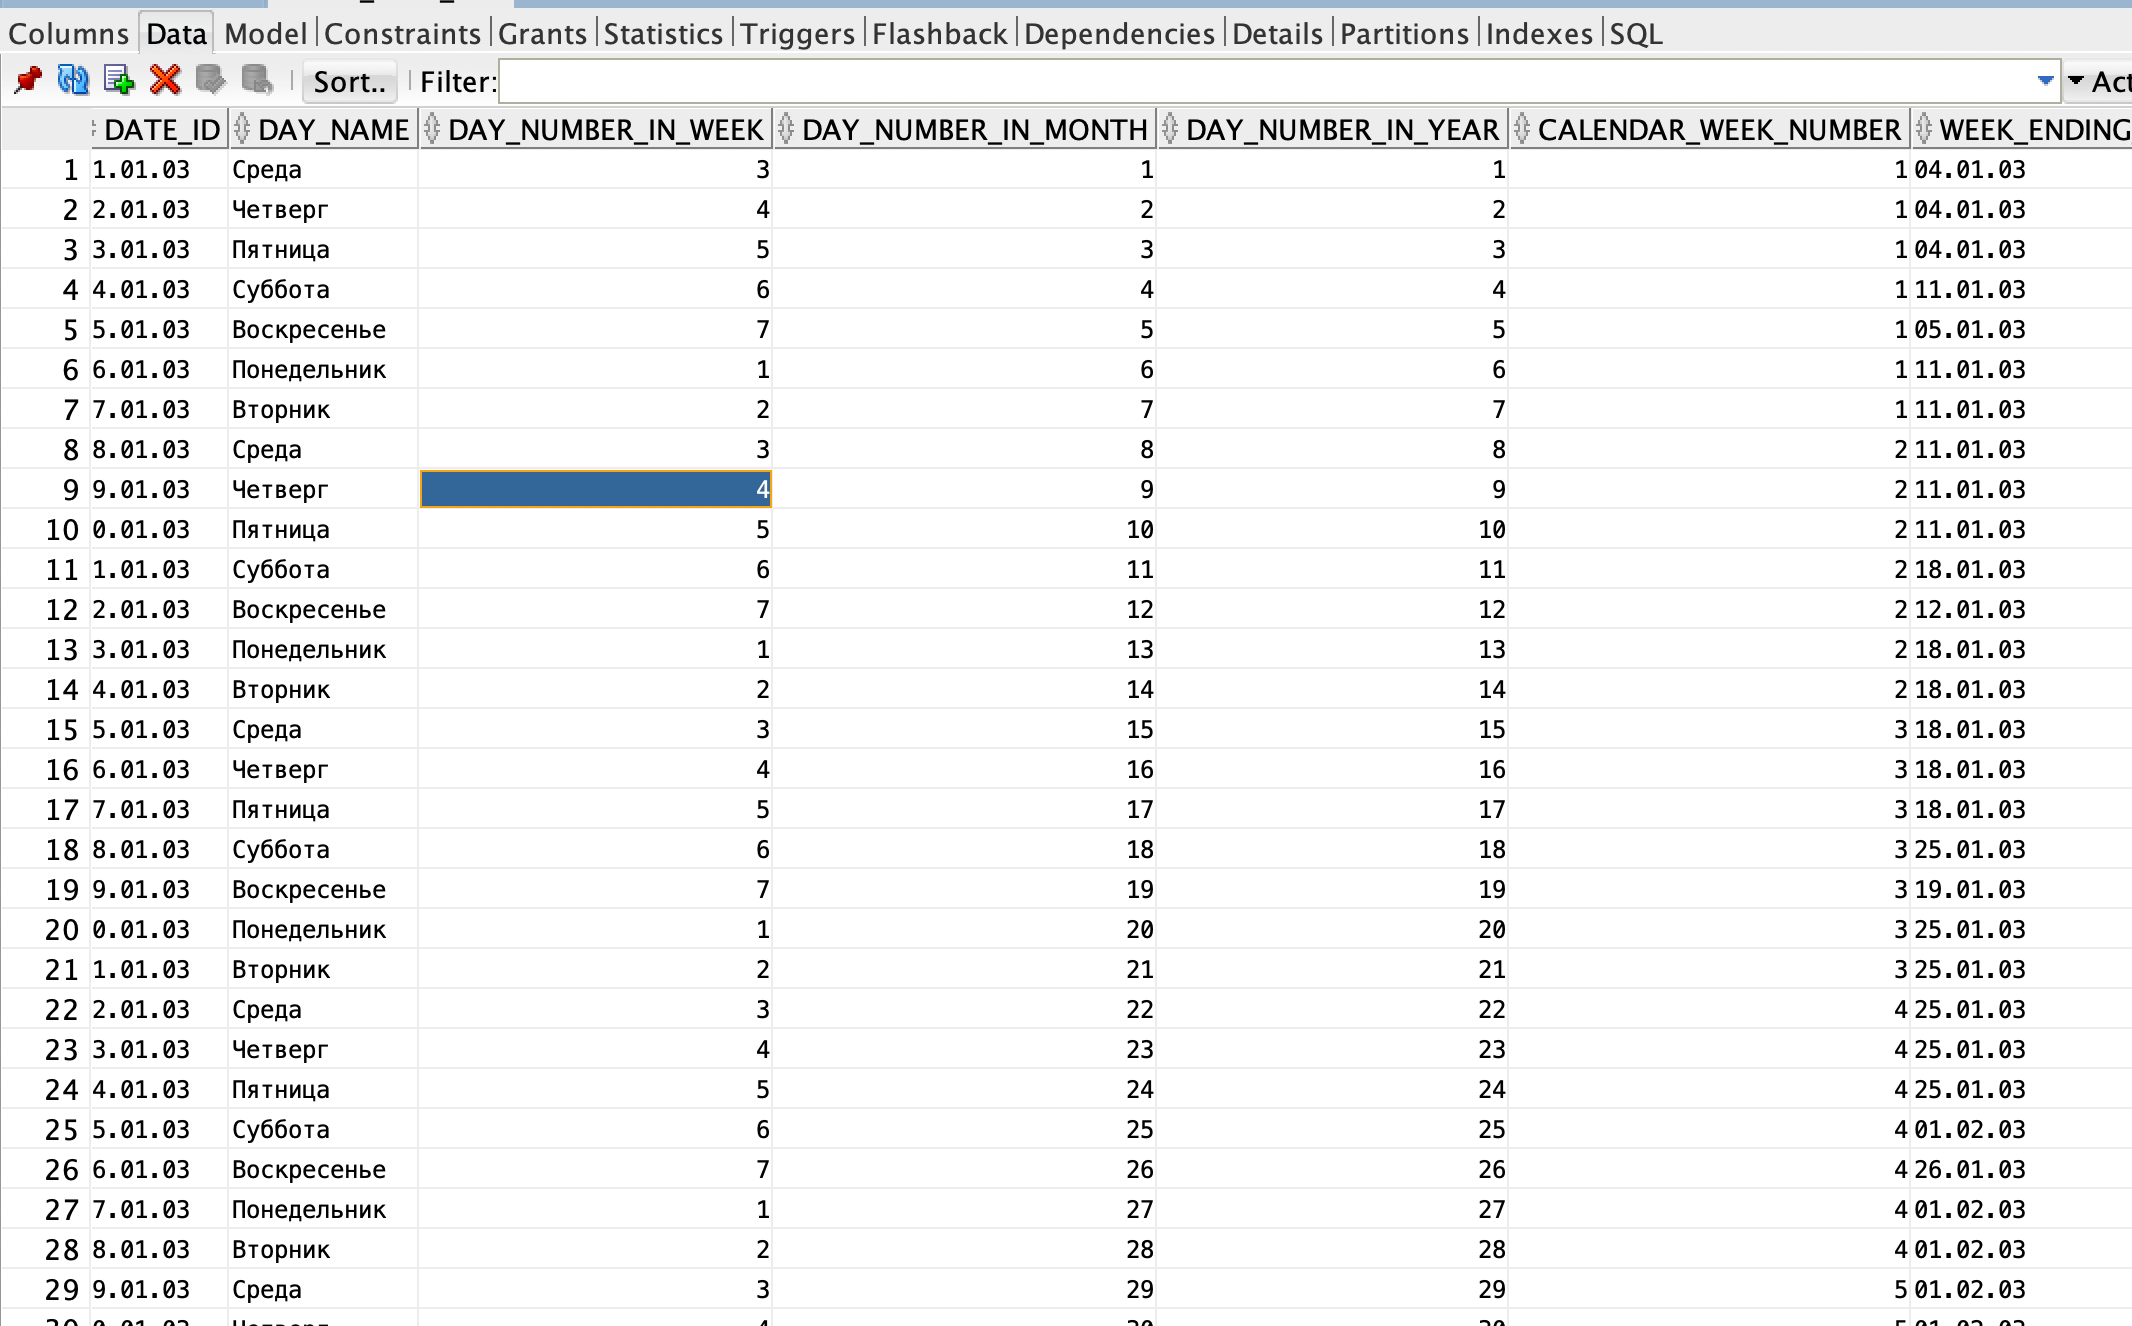 Columns Data Model Constraints Grants Statistics Triggers Flashback Dependencies Details Partitions Indexes SQL
Sort.. Filter: Act
DATE_ID DAY_NAME DAY_NUMBER_IN_WEEK DAY_NUMBER_IN_MONTH DAY_NUMBER_IN_YEAR CALENDAR_WEEK_NUMBER WEEK_ENDING
1 1.01.03 Среда 3 1 1 1 04.01.03
2 2.01.03 Четверг 4 2 2 1 04.01.03
3 3.01.03 Пятница 5 3 3 1 04.01.03
4 4.01.03 Суббота 6 4 4 1 11.01.03
5 5.01.03 Воскресенье 7 5 5 1 05.01.03
6 6.01.03 Понедельник 1 6 6 1 11.01.03
7 7.01.03 Вторник 2 7 7 1 11.01.03
8 8.01.03 Среда 3 8 8 2 11.01.03
9 9.01.03 Четверг 4 9 9 2 11.01.03
10 0.01.03 Пятница 5 10 10 2 11.01.03
11 1.01.03 Суббота 6 11 11 2 18.01.03
12 2.01.03 Воскресенье 7 12 12 2 12.01.03
13 3.01.03 Понедельник 1 13 13 2 18.01.03
14 4.01.03 Вторник 2 14 14 2 18.01.03
15 5.01.03 Среда 3 15 15 3 18.01.03
16 6.01.03 Четверг 4 16 16 3 18.01.03
17 7.01.03 Пятница 5 17 17 3 18.01.03
18 8.01.03 Суббота 6 18 18 3 25.01.03
19 9.01.03 Воскресенье 7 19 19 3 19.01.03
20 0.01.03 Понедельник 1 20 20 3 25.01.03
21 1.01.03 Вторник 2 21 21 3 25.01.03
22 2.01.03 Среда 3 22 22 4 25.01.03
23 3.01.03 Четверг 4 23 23 4 25.01.03
24 4.01.03 Пятница 5 24 24 4 25.01.03
25 5.01.03 Суббота 6 25 25 4 01.02.03
26 6.01.03 Воскресенье 7 26 26 4 26.01.03
27 7.01.03 Понедельник 1 27 27 4 01.02.03
28 8.01.03 Вторник 2 28 28 4 01.02.03
29 9.01.03 Среда 3 29 29 5 01.02.03